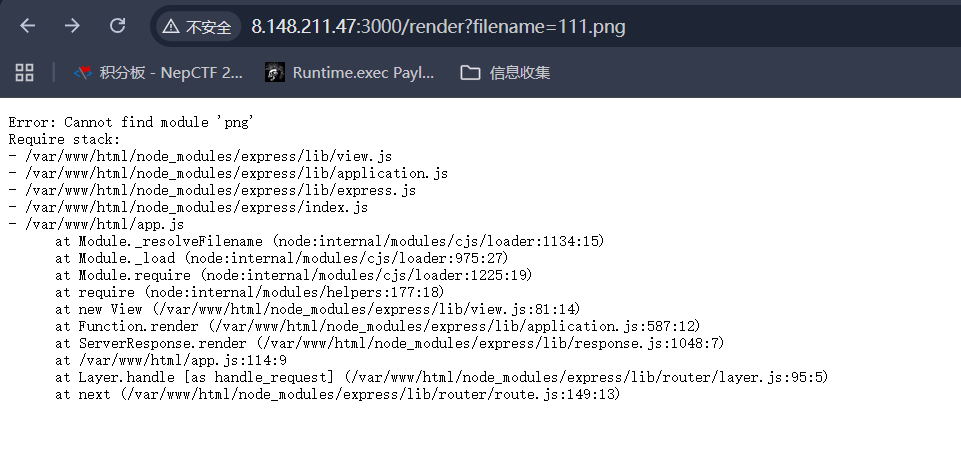 不安全 8.148.211.47:3000/render?filename=111.png
积分板 - NepCTF 2... Runtime.exec Payl... 信息收集
Error: Cannot find module 'png'
Require stack:
- /var/www/html/node_modules/express/lib/view.js
- /var/www/html/node_modules/express/lib/application.js
- /var/www/html/node_modules/express/lib/express.js
- /var/www/html/node_modules/express/index.js
- /var/www/html/app.js
at Module._resolveFilename (node:internal/modules/cjs/loader:1134:15)
at Module._load (node:internal/modules/cjs/loader:975:27)
at Module.require (node:internal/modules/cjs/loader:1225:19)
at require (node:internal/modules/helpers:177:18)
at new View (/var/www/html/node_modules/express/lib/view.js:81:14)
at Function.render (/var/www/html/node_modules/express/lib/application.js:587:12)
at ServerResponse.render (/var/www/html/node_modules/express/lib/response.js:1048:7)
at /var/www/html/app.js:114:9
at Layer.handle [as handle_request] (/var/www/html/node_modules/express/lib/router/layer.js:95:5)
at next (/var/www/html/node_modules/express/lib/router/route.js:149:13)